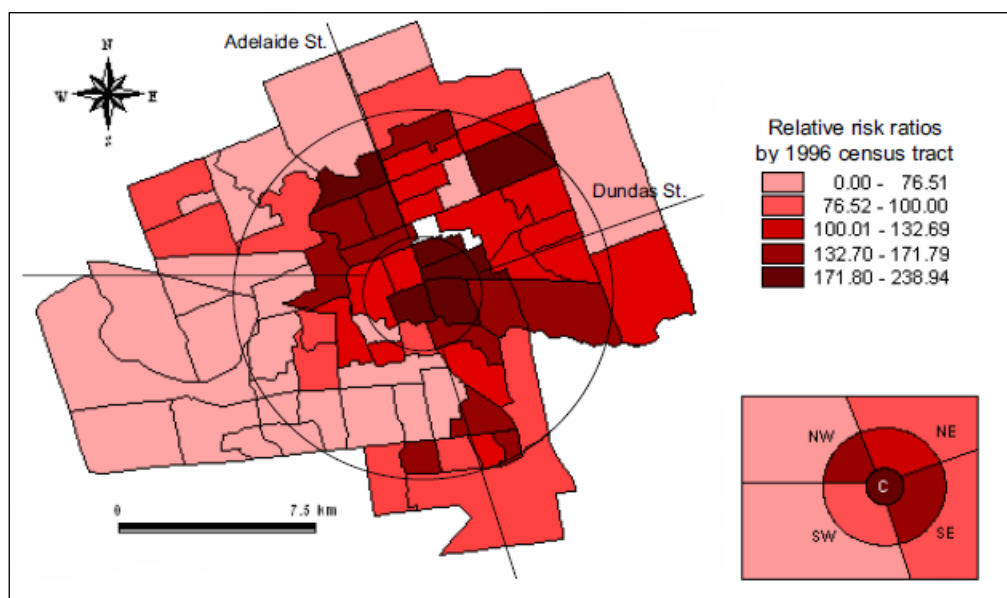 Adelaide St.
N
W
E
S
Dundas St.
Relative risk ratios
by 1996 census tract
0.00 - 76.51
76.52 - 100.00
100.01 - 132.69
132.70 - 171.79
171.80 - 238.94
0 7.5 km
NW
NE
C
SW
SE